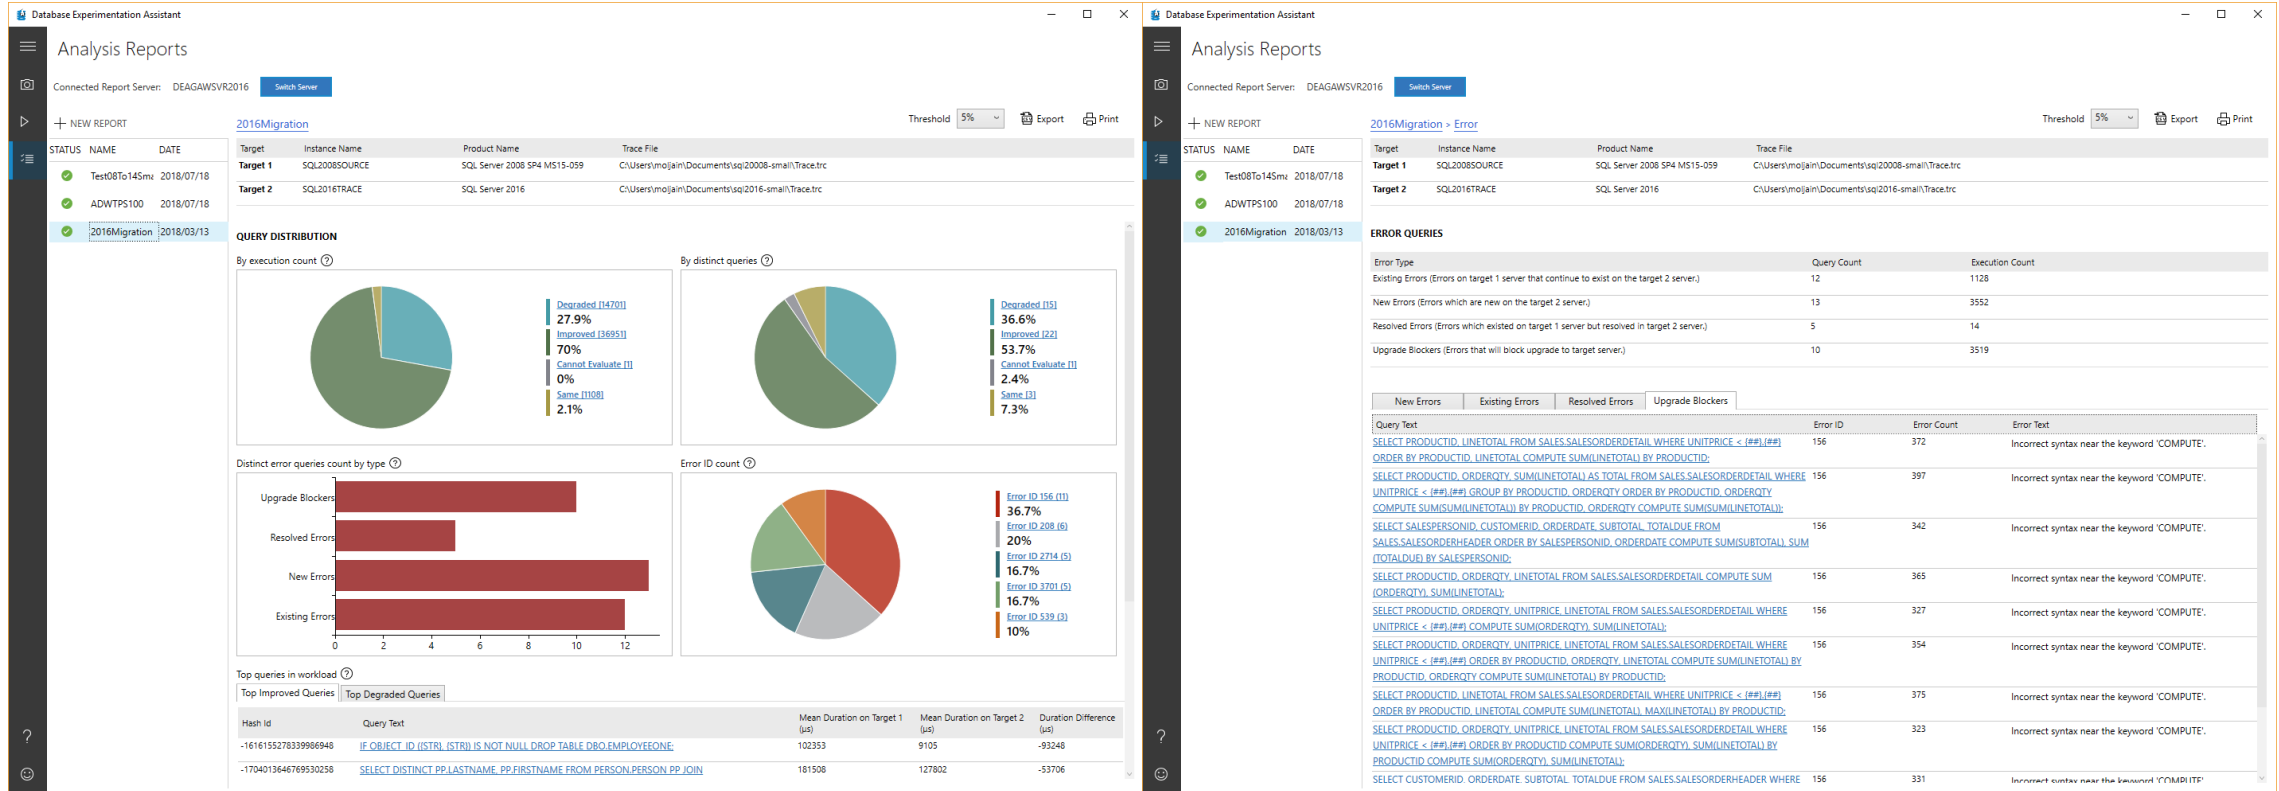 Database Experimentation Assistant
Analysis Reports
Connected Report Server: DEAGAWSVR2016 Switch Server
NEW REPORT
STATUS NAME DATE
Test08To14Sma 2018/07/18
ADWTPS100 2018/07/18
2016Migration 2018/03/13
2016Migration
Threshold 5% Export Print
Target Instance Name Product Name Trace File
Target 1 SQL2008SOURCE SQL Server 2008 SP4 MS15-059 C:\Users\moljain\Documents\sql20008-small\Trace.trc
Target 2 SQL2016TRACE SQL Server 2016 C:\Users\moljain\Documents\sql2016-small\Trace.trc
QUERY DISTRIBUTION
By execution count ?
Degraded [14701]
27.9%
Improved [36951]
70%
Cannot Evaluate [1]
0%
Same [1108]
2.1%
By distinct queries ?
Degraded [15]
36.6%
Improved [22]
53.7%
Cannot Evaluate [1]
2.4%
Same [3]
7.3%
Distinct error queries count by type ?
Upgrade Blockers
Resolved Errors
New Errors
Existing Errors
0 2 4 6 8 10 12
Error ID count ?
Error ID 156 (11)
36.7%
Error ID 208 (6)
20%
Error ID 2714 (5)
16.7%
Error ID 3701 (5)
16.7%
Error ID 539 (3)
10%
Top queries in workload ?
Top Improved Queries Top Degraded Queries
Hash Id Query Text Mean Duration on Target 1 (µs) Mean Duration on Target 2 (µs) Duration Difference (µs)
-1616155278339986948 IF OBJECT_ID ({STR}, {STR}) IS NOT NULL DROP TABLE DBO.EMPLOYEEONE; 102353 9105 -93248
-1704013646769530258 SELECT DISTINCT PP.LASTNAME, PP.FIRSTNAME FROM PERSON.PERSON PP JOIN 181508 127802 -53706
?
Database Experimentation Assistant
Analysis Reports
Connected Report Server: DEAGAWSVR2016 Switch Server
NEW REPORT
STATUS NAME DATE
Test08To14Sma 2018/07/18
ADWTPS100 2018/07/18
2016Migration 2018/03/13
2016Migration > Error
Threshold 5% Export Print
Target Instance Name Product Name Trace File
Target 1 SQL2008SOURCE SQL Server 2008 SP4 MS15-059 C:\Users\moljain\Documents\sql20008-small\Trace.trc
Target 2 SQL2016TRACE SQL Server 2016 C:\Users\moljain\Documents\sql2016-small\Trace.trc
ERROR QUERIES
Error Type Query Count Execution Count
Existing Errors (Errors on target 1 server that continue to exist on the target 2 server.) 12 1128
New Errors (Errors which are new on the target 2 server.) 13 3552
Resolved Errors (Errors which existed on target 1 server but resolved in target 2 server.) 5 14
Upgrade Blockers (Errors that will block upgrade to target server.) 10 3519
New Errors Existing Errors Resolved Errors Upgrade Blockers
Query Text Error ID Error Count Error Text
SELECT PRODUCTID, LINETOTAL FROM SALES.SALESORDERDETAIL WHERE UNITPRICE < {##}.{##} 156 372 Incorrect syntax near the keyword 'COMPUTE'.
ORDER BY PRODUCTID, LINETOTAL COMPUTE SUM(LINETOTAL) BY PRODUCTID;
SELECT PRODUCTID, ORDERQTY, SUM(LINETOTAL) AS TOTAL FROM SALES.SALESORDERDETAIL WHERE 156 397 Incorrect syntax near the keyword 'COMPUTE'.
UNITPRICE < {##}.{##} GROUP BY PRODUCTID, ORDERQTY ORDER BY PRODUCTID, ORDERQTY
COMPUTE SUM(SUM(LINETOTAL)) BY PRODUCTID, ORDERQTY COMPUTE SUM(SUM(LINETOTAL));
SELECT SALESPERSONID, CUSTOMERID, ORDERDATE, SUBTOTAL, TOTALDUE FROM 156 342 Incorrect syntax near the keyword 'COMPUTE'.
SALES.SALESORDERHEADER ORDER BY SALESPERSONID, ORDERDATE COMPUTE SUM(SUBTOTAL), SUM
(TOTALDUE) BY SALESPERSONID;
SELECT PRODUCTID, ORDERQTY, LINETOTAL FROM SALES.SALESORDERDETAIL COMPUTE SUM 156 365 Incorrect syntax near the keyword 'COMPUTE'.
(ORDERQTY), SUM(LINETOTAL);
SELECT PRODUCTID, ORDERQTY, UNITPRICE, LINETOTAL FROM SALES.SALESORDERDETAIL WHERE 156 327 Incorrect syntax near the keyword 'COMPUTE'.
UNITPRICE < {##}.{##} COMPUTE SUM(ORDERQTY), SUM(LINETOTAL);
SELECT PRODUCTID, ORDERQTY, UNITPRICE, LINETOTAL FROM SALES.SALESORDERDETAIL WHERE 156 354 Incorrect syntax near the keyword 'COMPUTE'.
UNITPRICE < {##}.{##} ORDER BY PRODUCTID, ORDERQTY, LINETOTAL COMPUTE SUM(LINETOTAL) BY
PRODUCTID, ORDERQTY COMPUTE SUM(LINETOTAL) BY PRODUCTID;
SELECT PRODUCTID, LINETOTAL FROM SALES.SALESORDERDETAIL WHERE UNITPRICE < {##}.{##} 156 375 Incorrect syntax near the keyword 'COMPUTE'.
ORDER BY PRODUCTID, LINETOTAL COMPUTE SUM(LINETOTAL), MAX(LINETOTAL) BY PRODUCTID;
SELECT PRODUCTID, ORDERQTY, UNITPRICE, LINETOTAL FROM SALES.SALESORDERDETAIL WHERE 156 323 Incorrect syntax near the keyword 'COMPUTE'.
UNITPRICE < {##}.{##} ORDER BY PRODUCTID COMPUTE SUM(ORDERQTY), SUM(LINETOTAL) BY
PRODUCTID COMPUTE SUM(ORDERQTY), SUM(LINETOTAL);
SELECT CUSTOMERID, ORDERDATE, SUBTOTAL, TOTALDUE FROM SALES.SALESORDERHEADER WHERE 156 331 Incorrect syntax near the keyword 'COMPUTE'.
?